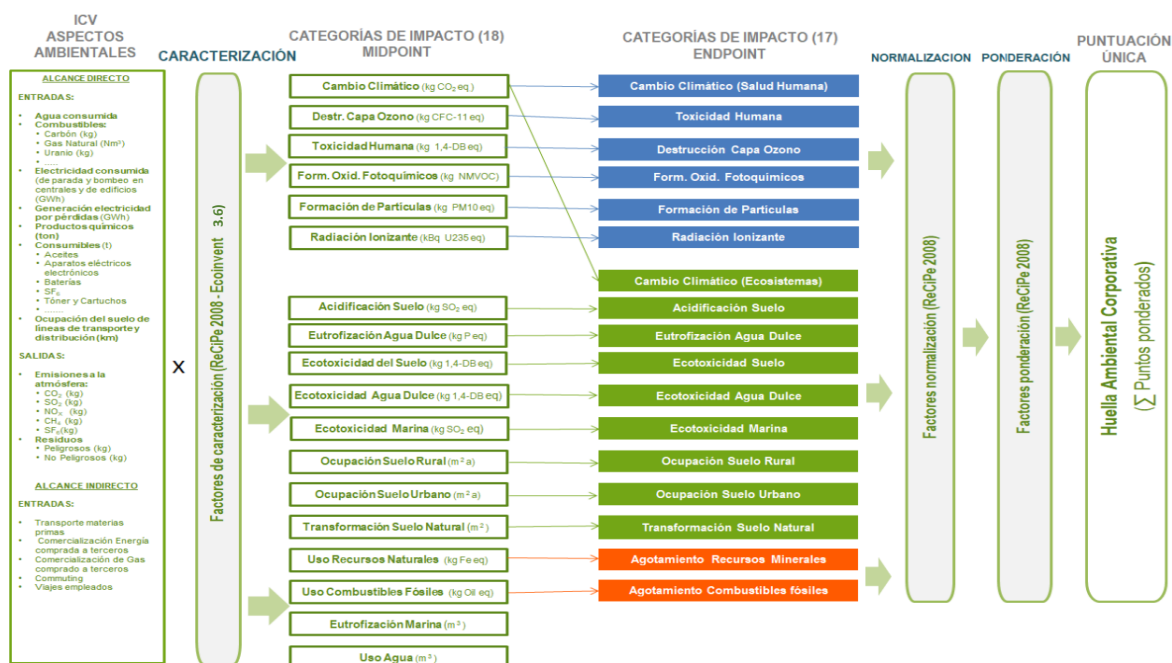 ICV
ASPECTOS
AMBIENTALES
ALCANCE DIRECTO
ENTRADAS:
• Agua consumida
• Combustibles:
• Carbón (kg)
• Gas Natural (Nm³)
• Uranio (kg)
• .....
• Electricidad consumida
(de parada y bombeo en
centrales y de edificios)
(GWh)
• Generación electricidad
por pérdidas (GWh)
• Productos químicos
(ton)
• Consumibles (t)
• Aceites
• Aparatos eléctricos
electrónicos
• Baterías
• SF₆
• Tóner y Cartuchos
• ........
• Ocupación del suelo de
líneas de transporte y
distribución (km)
SALIDAS:
• Emisiones a la
atmósfera:
• CO₂ (kg)
• SO₂ (kg)
• NOₓ (kg)
• CH₄ (kg)
• SF₆(kg)
• Residuos
• Peligrosos (kg)
• No Peligrosos (kg)
ALCANCE INDIRECTO
ENTRADAS:
• Transporte materias
primas
• Comercialización Energía
comprada a terceros
• Comercialización de Gas
comprado a terceros
• Commuting
• Viajes empleados
X
CARACTERIZACIÓN
Factores de caracterización (ReCiPe 2008 - Ecoinvent 3.6)
CATEGORÍAS DE IMPACTO (18)
MIDPOINT
Cambio Climático (kg CO₂ eq.)
Destr. Capa Ozono (kg CFC-11 eq)
Toxicidad Humana (kg 1,4-DB eq)
Form. Oxid. Fotoquímicos (kg NMVOC)
Formación de Partículas (kg PM10 eq)
Radiación Ionizante (kBq U235 eq)
Acidificación Suelo (kg SO₂ eq)
Eutrofización Agua Dulce (kg P eq)
Ecotoxicidad del Suelo (kg 1,4-DB eq)
Ecotoxicidad Agua Dulce (kg 1,4-DB eq)
Ecotoxicidad Marina (kg SO₂ eq)
Ocupación Suelo Rural (m² a)
Ocupación Suelo Urbano (m² a)
Transformación Suelo Natural (m²)
Uso Recursos Naturales (kg Fe eq)
Uso Combustibles Fósiles (kg Oil eq)
Eutrofización Marina (m³)
Uso Agua (m³)
CATEGORÍAS DE IMPACTO (17)
ENDPOINT
Cambio Climático (Salud Humana)
Toxicidad Humana
Destrucción Capa Ozono
Form. Oxid. Fotoquímicos
Formación de Partículas
Radiación Ionizante
Cambio Climático (Ecosistemas)
Acidificación Suelo
Eutrofización Agua Dulce
Ecotoxicidad Suelo
Ecotoxicidad Agua Dulce
Ecotoxicidad Marina
Ocupación Suelo Rural
Ocupación Suelo Urbano
Transformación Suelo Natural
Agotamiento Recursos Minerales
Agotamiento Combustibles fósiles
NORMALIZACION
Factores normalización (ReCiPe 2008)
PONDERACIÓN
Factores ponderación (ReCiPe 2008)
PUNTUACIÓN
ÚNICA
Huella Ambiental Corporativa
(∑ Puntos ponderados)